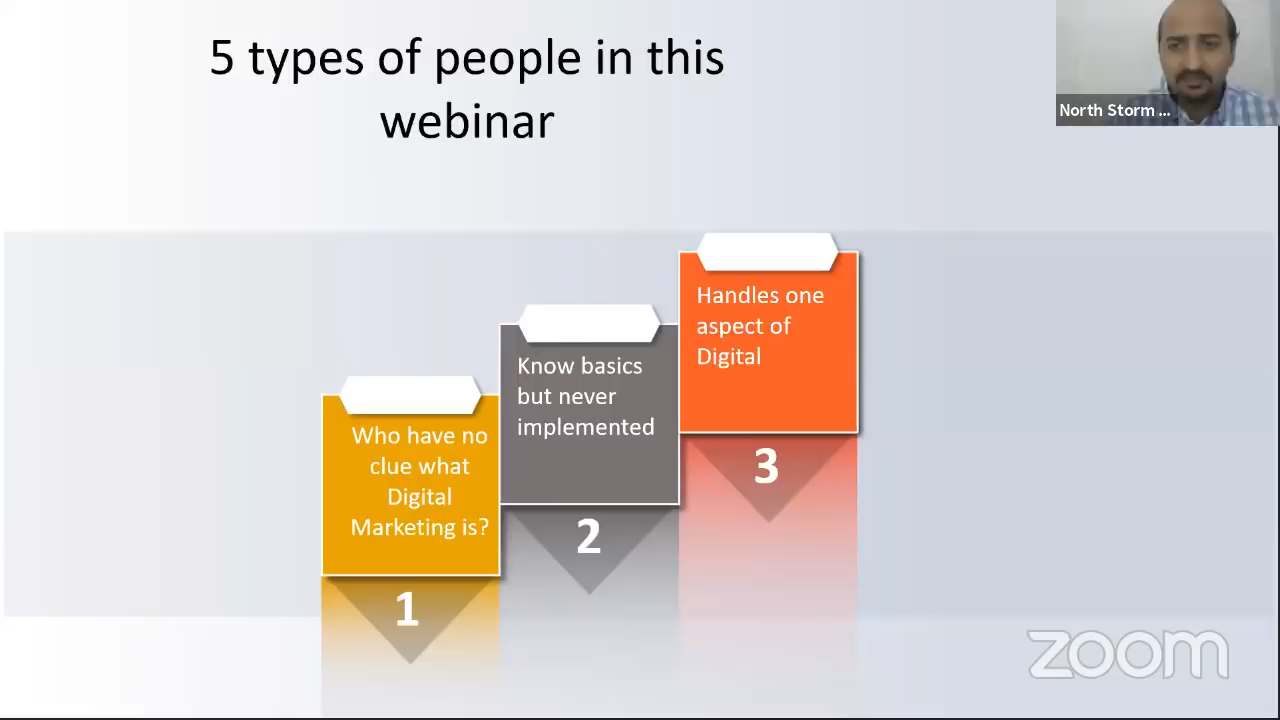 5 types of people in this
webinar
North Storm ...
Handles one
aspect of
Digital
Know basics
but never
implemented
Who have no
clue what
Digital
Marketing is?
3
2
1
zoom